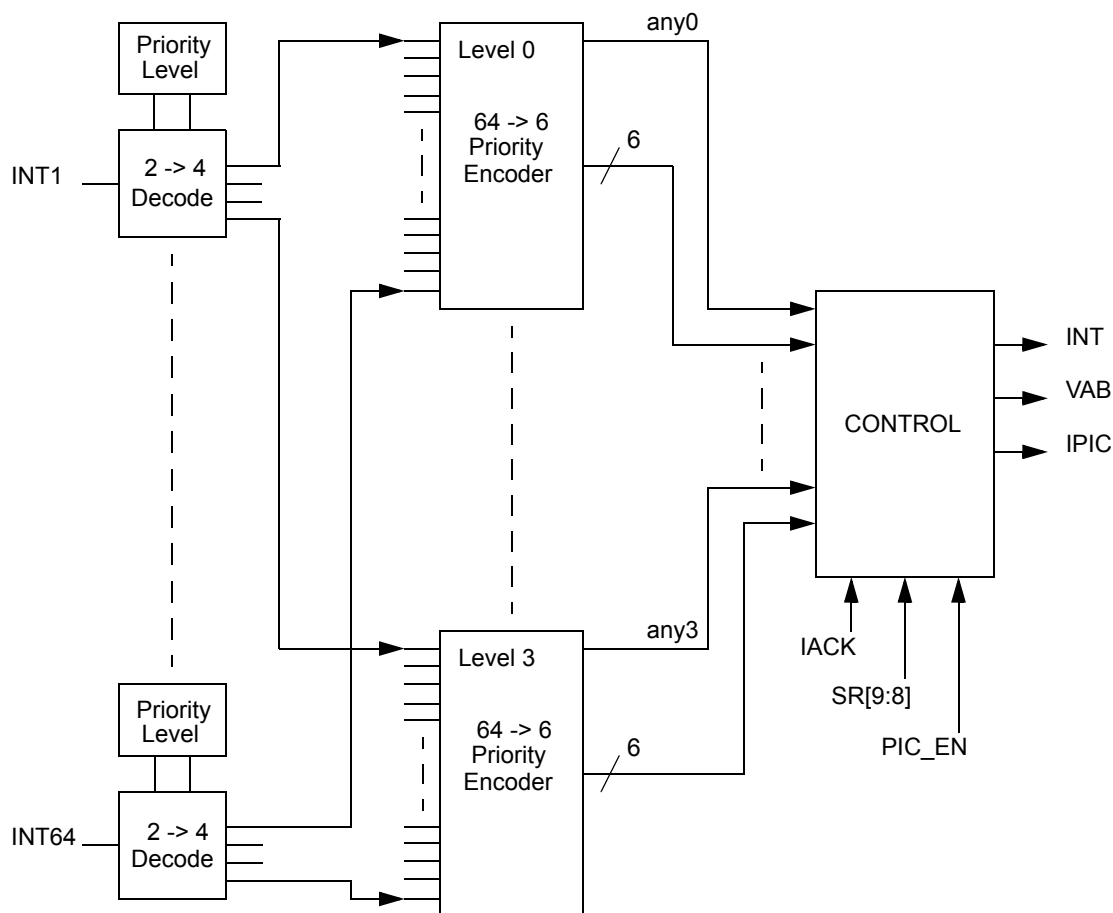 Priority
Level
INT1
2 -> 4
Decode
Level 0
64 -> 6
Priority
Encoder
any0
6
CONTROL
INT
VAB
IPIC
IACK
SR[9:8]
PIC_EN
Priority
Level
INT64
2 -> 4
Decode
Level 3
64 -> 6
Priority
Encoder
any3
6